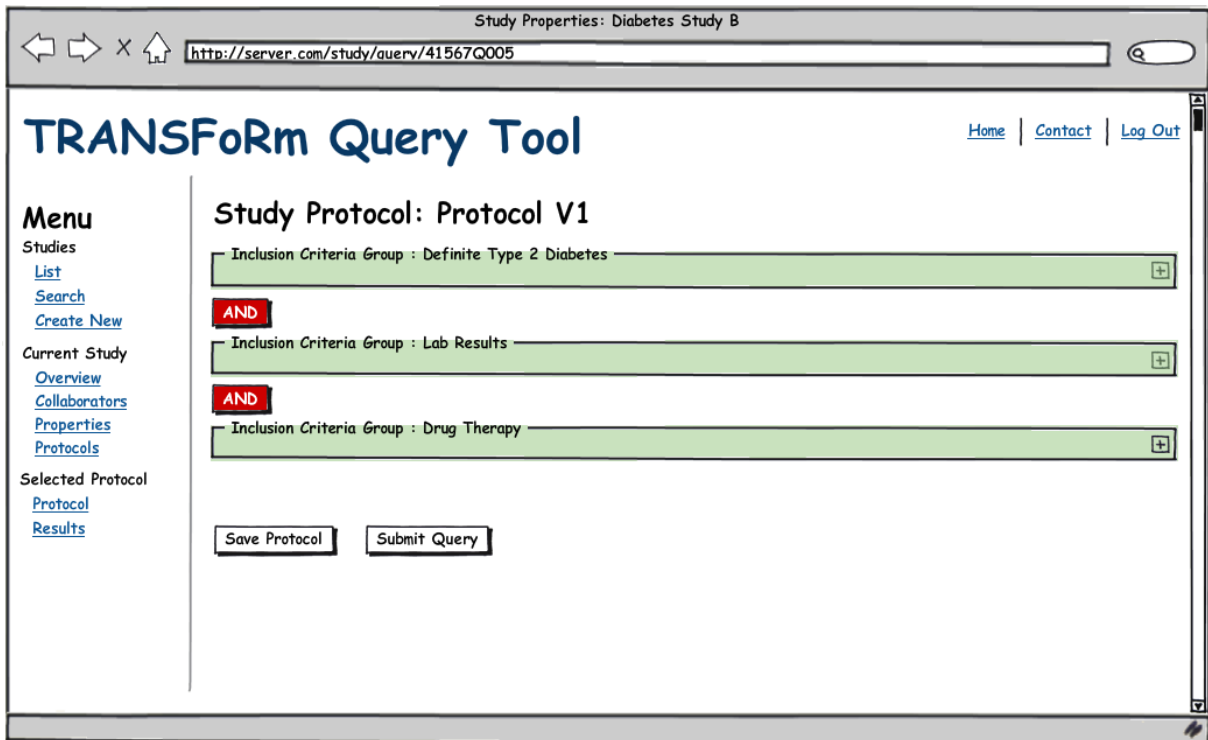 Study Properties: Diabetes Study B
http://server.com/study/query/41567Q005
TRANSFoRm Query Tool
Home | Contact | Log Out
Menu
Studies
List
Search
Create New
Current Study
Overview
Collaborators
Properties
Protocols
Selected Protocol
Protocol
Results
Study Protocol: Protocol V1
Inclusion Criteria Group : Definite Type 2 Diabetes
AND
Inclusion Criteria Group : Lab Results
AND
Inclusion Criteria Group : Drug Therapy
Save Protocol
Submit Query